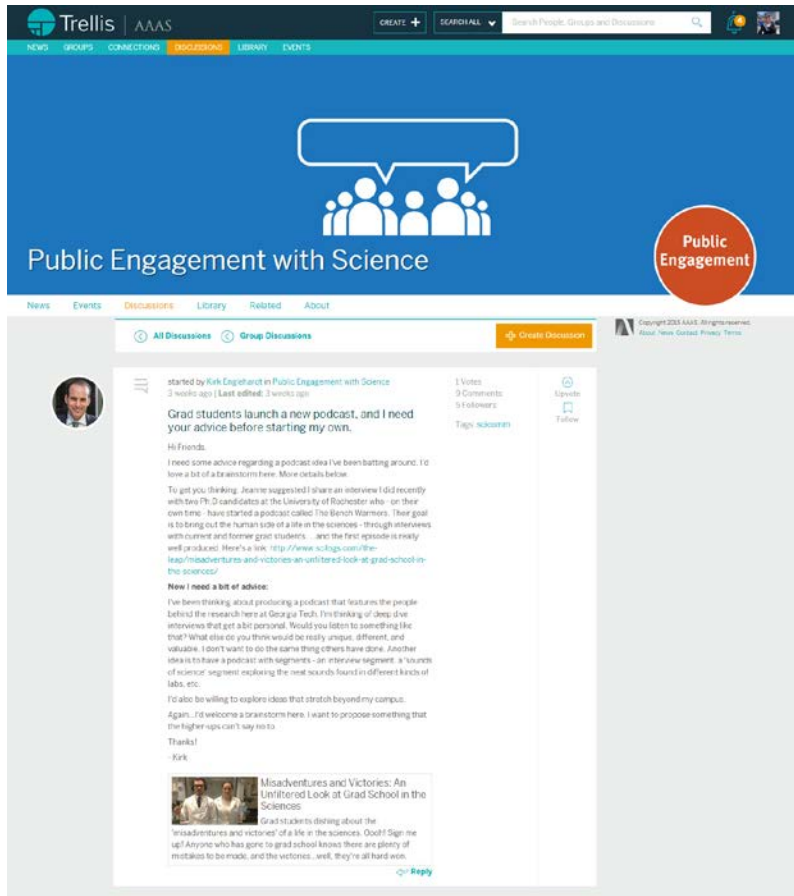 Trellis | AAAS
CREATE + SEARCH ALL Search People, Groups and Discussions
NEWS GROUPS CONNECTIONS DISCUSSIONS LIBRARY EVENTS
Public Engagement with Science
Public
Engagement
News Events Discussions Library Related About
All Discussions Group Discussions
Create Discussion
Copyright 2015 AAAS. All rights reserved.
About News Contact Privacy Terms
started by Kirk Englehardt in Public Engagement with Science
3 weeks ago | Last edited: 3 weeks ago
Grad students launch a new podcast, and I need
your advice before starting my own.
Hi Friends.
I need some advice regarding a podcast idea I've been batting around. I'd
love a bit of a brainstorm here. More details below.
To get you thinking, Jeanne suggested I share an interview I did recently
with two Ph.D candidates at the University of Rochester who - on their
own time - have started a podcast called The Bench Warmers. Their goal
is to bring out the human side of a life in the sciences - through interviews
with current and former grad students. ...and the first episode is really
well produced. Here's a link: http://www.scilogs.com/the-
leap/misadventures-and-victories-an-unfiltered-look-at-grad-school-in-
the-sciences/
Now I need a bit of advice:
I've been thinking about producing a podcast that features the people
behind the research here at Georgia Tech. I'm thinking of deep dive
interviews that get a bit personal. Would you listen to something like
that? What else do you think would be really unique, different, and
valuable. I don't want to do the same thing others have done. Another
idea is to have a podcast with segments - an interview segment, a 'sounds
of science' segment exploring the neat sounds found in different kinds of
labs, etc.
I'd also be willing to explore ideas that stretch beyond my campus.
Again...I'd welcome a brainstorm here. I want to propose something that
the higher-ups can't say no to.
Thanks!
- Kirk
1 Votes
Comments
5 Followers
Tags:
Upvote
Follow
Misadventures and Victories: An
Unfiltered Look at Grad School in the
Sciences
Grad students dishing about the
'misadventures and victories' of a life in the sciences. Oooh! Sign me
up! Anyone who has gone to grad school knows there are plenty of
mistakes to be made, and the victories...well, they're all hard won.
Reply